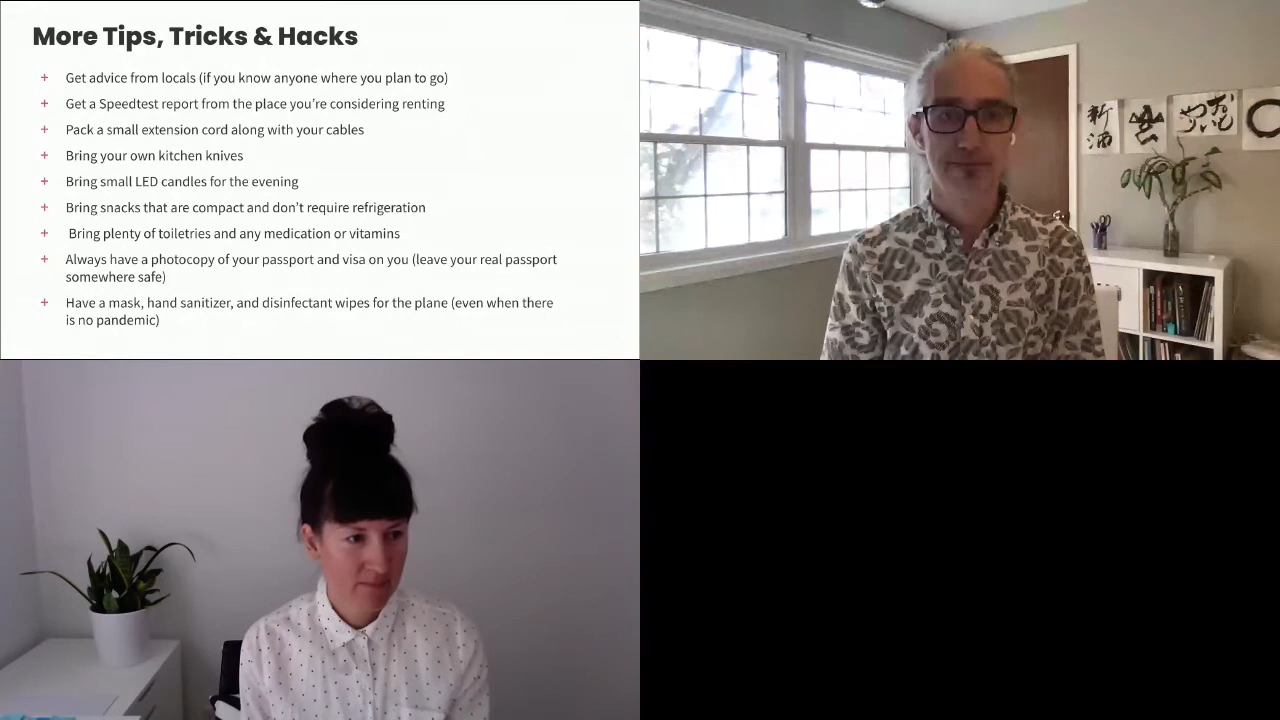 More Tips, Tricks & Hacks
+ Get advice from locals (if you know anyone where you plan to go)
+ Get a Speedtest report from the place you're considering renting
+ Pack a small extension cord along with your cables
+ Bring your own kitchen knives
+ Bring small LED candles for the evening
+ Bring snacks that are compact and don't require refrigeration
+ Bring plenty of toiletries and any medication or vitamins
+ Always have a photocopy of your passport and visa on you (leave your real passport
somewhere safe)
+ Have a mask, hand sanitizer, and disinfectant wipes for the plane (even when there
is no pandemic)
新酒